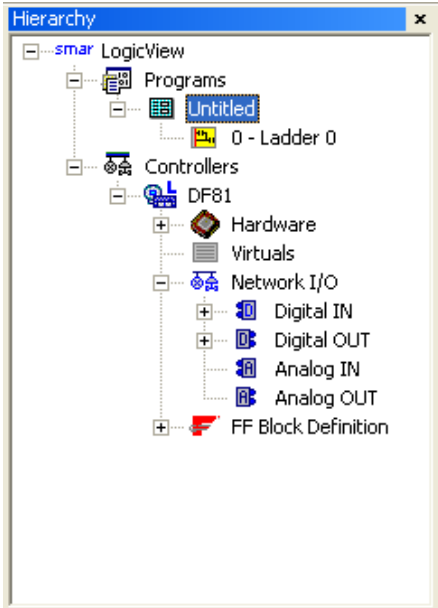 Hierarchy
smar LogicView
Programs
Untitled
0 - Ladder 0
Controllers
DF81
Hardware
Virtuals
Network I/O
Digital IN
Digital OUT
Analog IN
Analog OUT
FF Block Definition